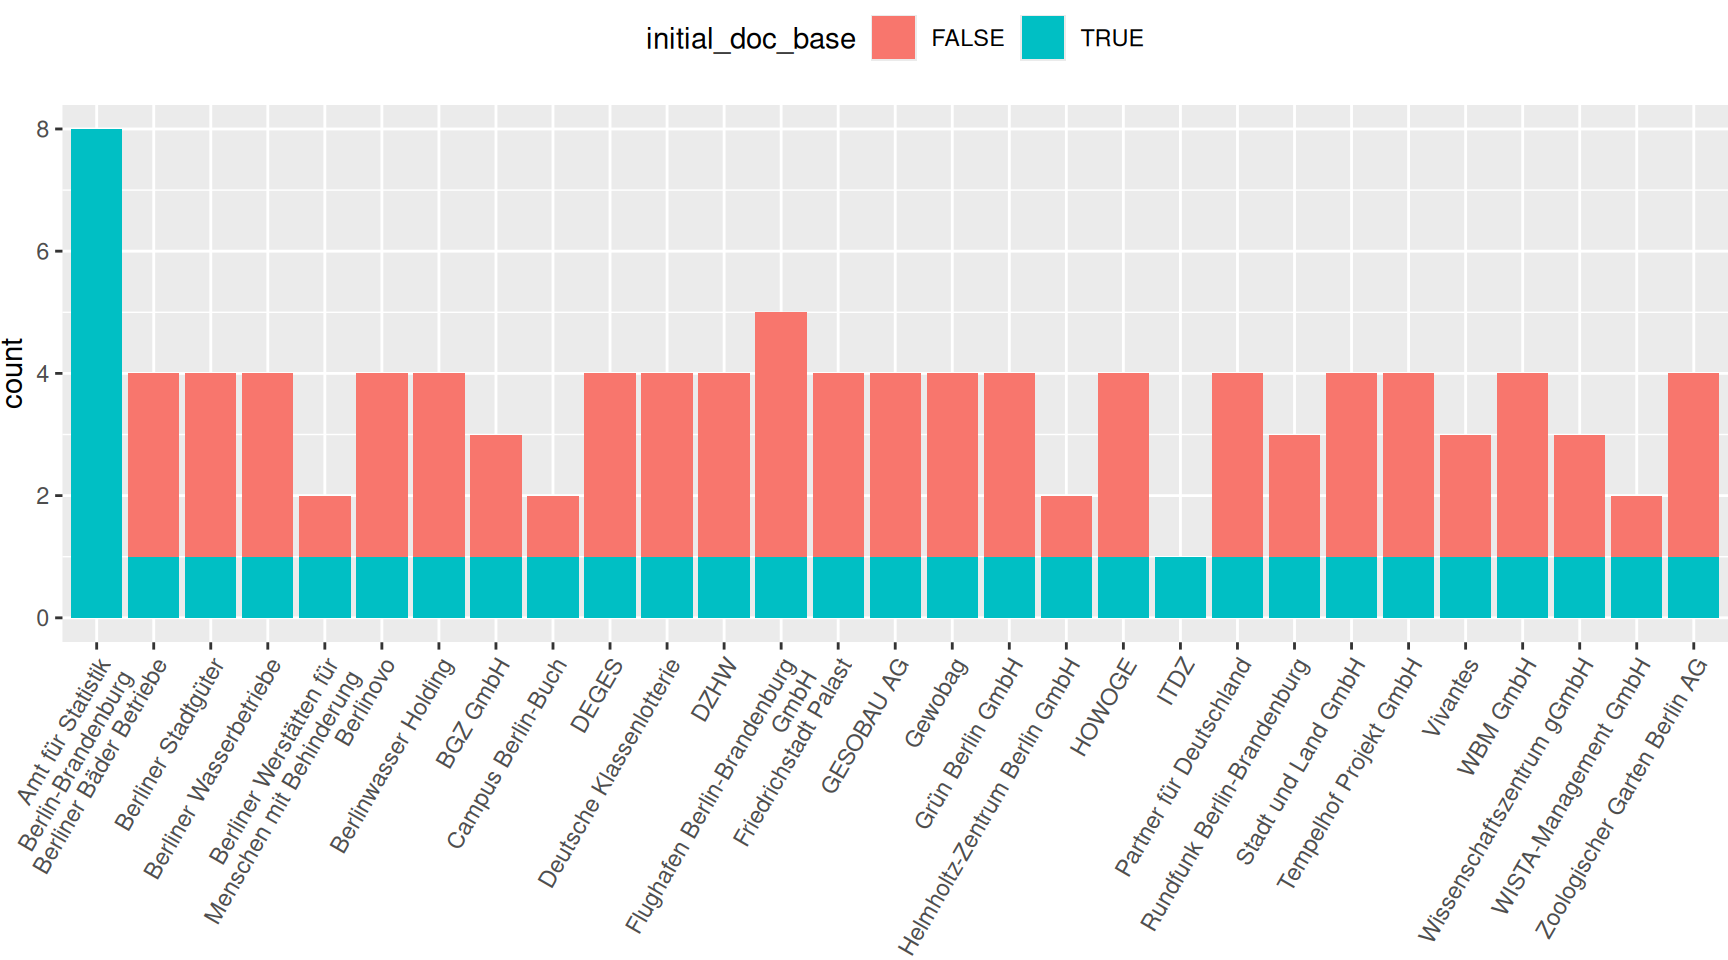 initial_doc_base FALSE TRUE
count
8
6
4
2
0
Amt für Statistik
Berlin-Brandenburg
Berliner Bäder Betriebe
Berliner Stadtgüter
Berliner Wasserbetriebe
Berliner Werstätten für
Menschen mit Behinderung
Berlinovo
Berlinwasser Holding
BGZ GmbH
Campus Berlin-Buch
DEGES
Deutsche Klassenlotterie
DZHW
Flughafen Berlin-Brandenburg
GmbH
Friedrichstadt Palast
GESOBAU AG
Gewobag
Grün Berlin GmbH
Helmholtz-Zentrum Berlin GmbH
HOWOGE
ITDZ
Partner für Deutschland
Rundfunk Berlin-Brandenburg
Stadt und Land GmbH
Tempelhof Projekt GmbH
Vivantes
WBM GmbH
Wissenschaftszentrum gGmbH
WISTA-Management GmbH
Zoologischer Garten Berlin AG